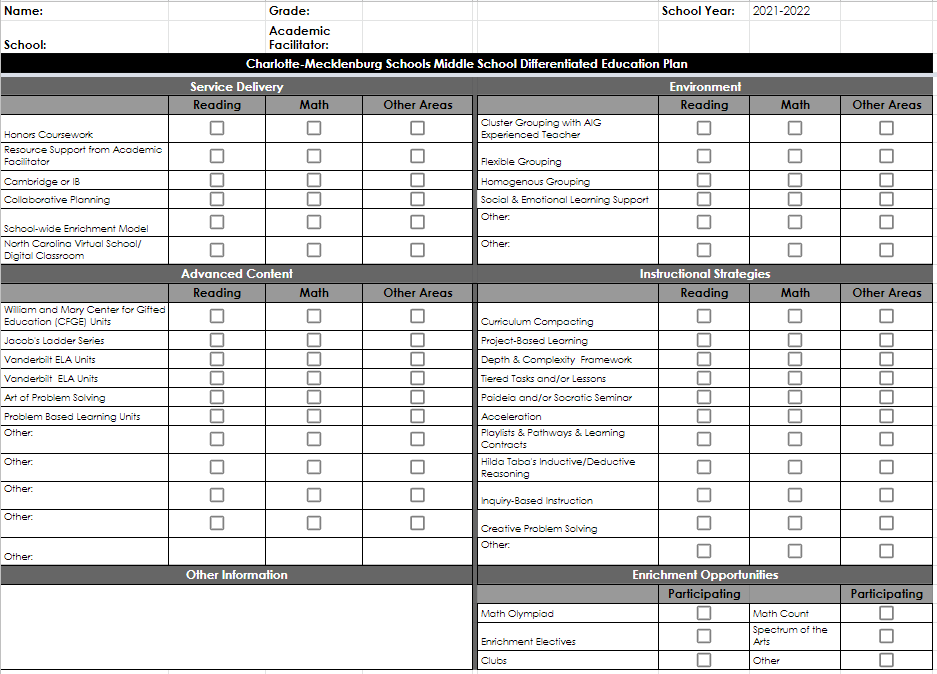 Name: Grade: School Year: 2021-2022
School: Academic Facilitator:
Charlotte-Mecklenburg Schools Middle School Differentiated Education Plan
Service Delivery
Reading Math Other Areas
Honors Coursework
Resource Support from Academic
Facilitator
Cambridge or IB
Collaborative Planning
School-wide Enrichment Model
North Carolina Virtual School/
Digital Classroom
Environment
Reading Math Other Areas
Cluster Grouping with AIG
Experienced Teacher
Flexible Grouping
Homogenous Grouping
Social & Emotional Learning Support
Other:
Other:
Advanced Content
Reading Math Other Areas
William and Mary Center for Gifted
Education (CFGE) Units
Jacob's Ladder Series
Vanderbilt ELA Units
Vanderbilt  ELA Units
Art of Problem Solving
Problem Based Learning Units
Other:
Other:
Other:
Other:
Other:
Instructional Strategies
Reading Math Other Areas
Curriculum Compacting
Project-Based Learning
Depth & Complexity  Framework
Tiered Tasks and/or Lessons
Paideia and/or Socratic Seminar
Acceleration
Playlists & Pathways & Learning
Contracts
Hilda Taba's Inductive/Deductive
Reasoning
Inquiry-Based Instruction
Creative Problem Solving
Other:
Other Information
Enrichment Opportunities
Participating Participating
Math Olympiad Math Count
Enrichment Electives Spectrum of the
Arts
Clubs Other